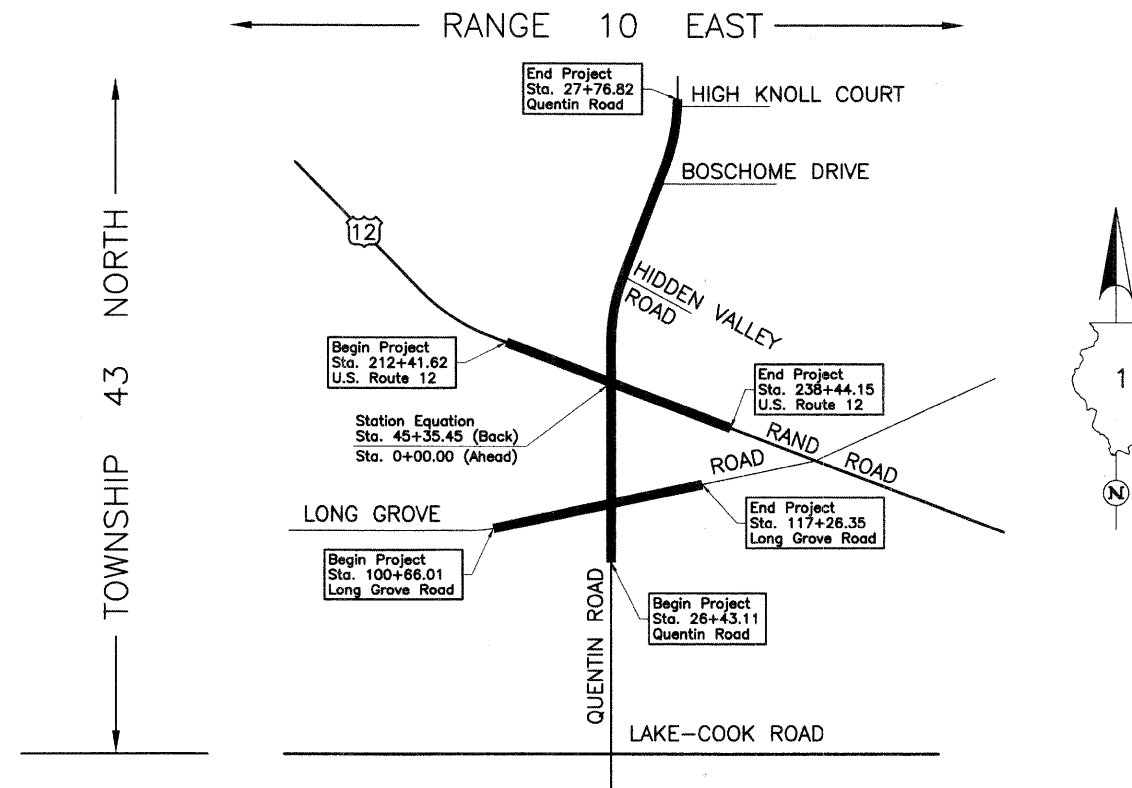 RANGE 10 EAST
End Project
Sta. 27+76.82
Quentin Road
HIGH KNOLL COURT
BOSCHOME DRIVE
12
TOWNSHIP 43 NORTH
HIDDEN VALLEY
ROAD
Begin Project
Sta. 212+41.62
U.S. Route 12
End Project
Sta. 238+44.15
U.S. Route 12
1
Station Equation
Sta. 45+35.45 (Back)
Sta. 0+00.00 (Ahead)
RAND ROAD
LONG GROVE ROAD
N
End Project
Sta. 117+26.35
Long Grove Road
Begin Project
Sta. 100+66.01
Long Grove Road
Begin Project
Sta. 26+43.11
Quentin Road
QUENTIN ROAD
LAKE-COOK ROAD